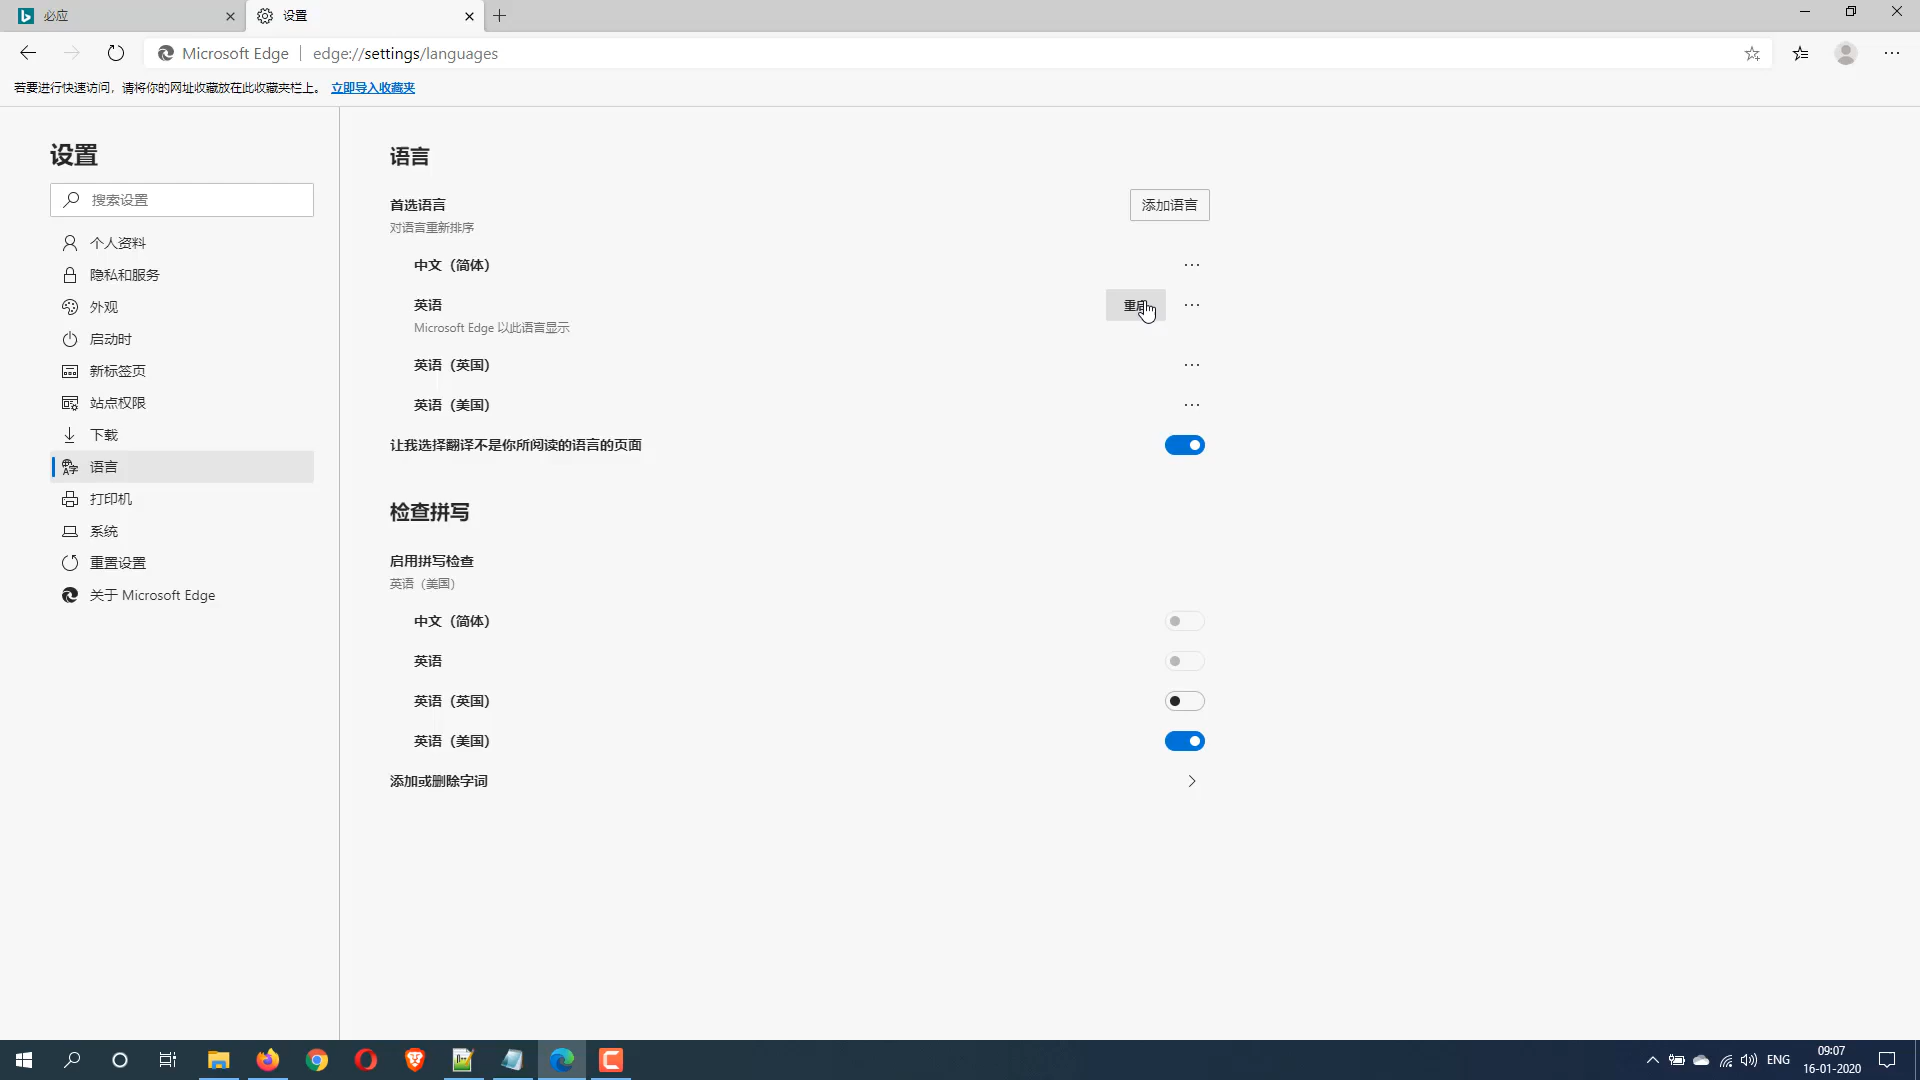 必应
设置
Microsoft Edge
edge://settings/languages
若要进行快速访问，请将你的网址收藏放在此收藏夹栏上。 立即导入收藏夹
设置
搜索设置
个人资料
隐私和服务
外观
启动时
新标签页
站点权限
下载
语言
打印机
系统
重置设置
关于 Microsoft Edge
语言
首选语言
添加语言
对语言重新排序
中文（简体）
英语
Microsoft Edge 以此语言显示
英语（英国）
英语（美国）
让我选择翻译不是你所阅读的语言的页面
检查拼写
启用拼写检查
英语（美国）
中文（简体）
英语
英语（英国）
英语（美国）
添加或删除字词
ENG
09:07
16-01-2020